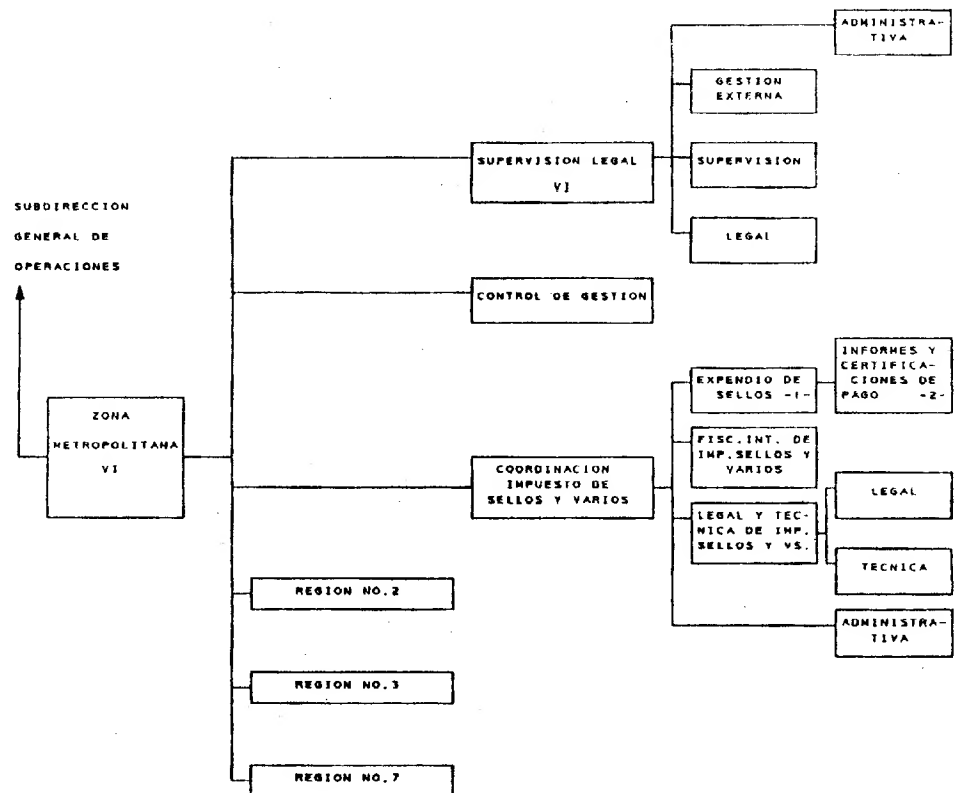 ADMINISTRA-
TIVA
GESTION
EXTERNA
SUPERVISION LEGAL
VI
SUPERVISION
LEGAL
SUBDIRECCION
GENERAL DE
OPERACIONES
CONTROL DE GESTION
EXPENDIO DE
SELLOS -1-
INFORMES Y
CERTIFICA-
CIONES DE
PAGO -2-
ZONA
METROPOLITANA
VI
FISC.INT. DE
IMP.SELLOS Y
VARIOS
COORDINACION
IMPUESTO DE
SELLOS Y VARIOS
LEGAL Y TEC-
NICA DE IMP.
SELLOS Y VS.
LEGAL
TECNICA
REGION NO.2
ADMINISTRA-
TIVA
REGION NO.3
REGION NO.7